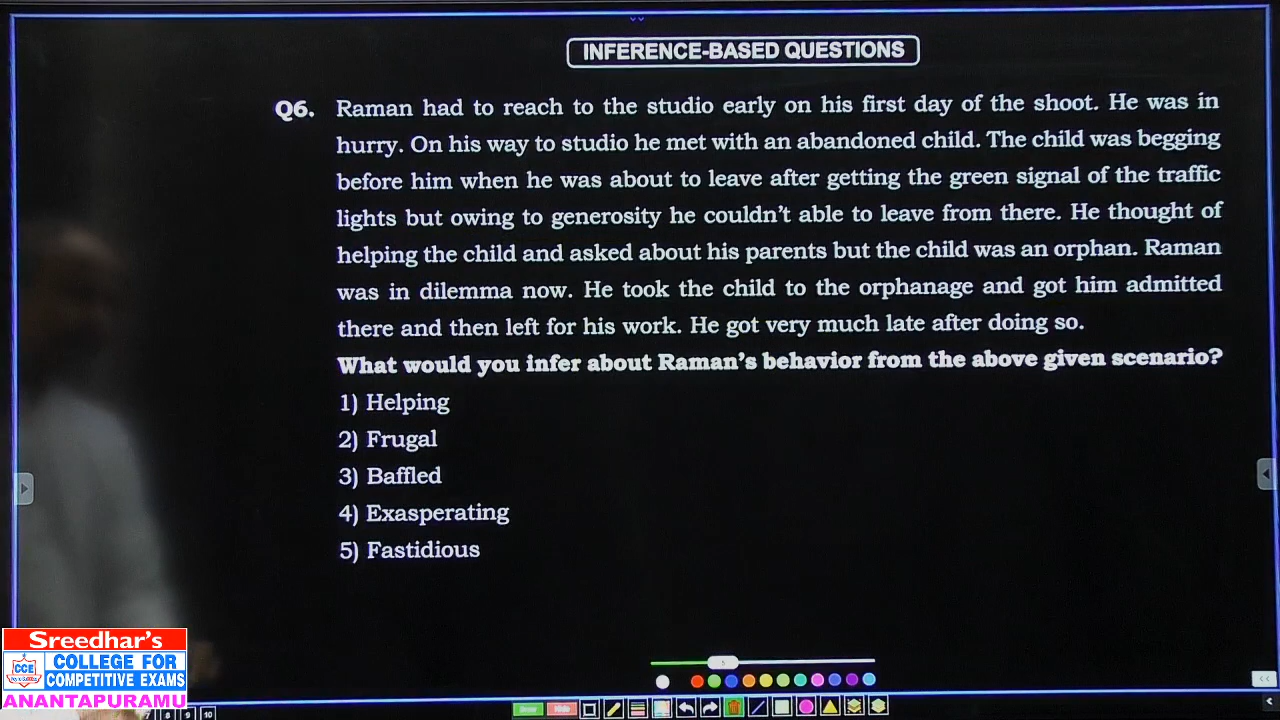 INFERENCE-BASED QUESTIONS
Q6. Raman had to reach to the studio early on his first day of the shoot. He was in
hurry. On his way to studio he met with an abandoned child. The child was begging
before him when he was about to leave after getting the green signal of the traffic
lights but owing to generosity he couldn't able to leave from there. He thought of
helping the child and asked about his parents but the child was an orphan. Raman
was in dilemma now. He took the child to the orphanage and got him admitted
there and then left for his work. He got very much late after doing so.
What would you infer about Raman's behavior from the above given scenario?
1) Helping
2) Frugal
3) Baffled
4) Exasperating
5) Fastidious
Sreedhar's
CCE
COLLEGE FOR
COMPETITIVE EXAMS
ANANTAPURAMU
7 8 9 10
5